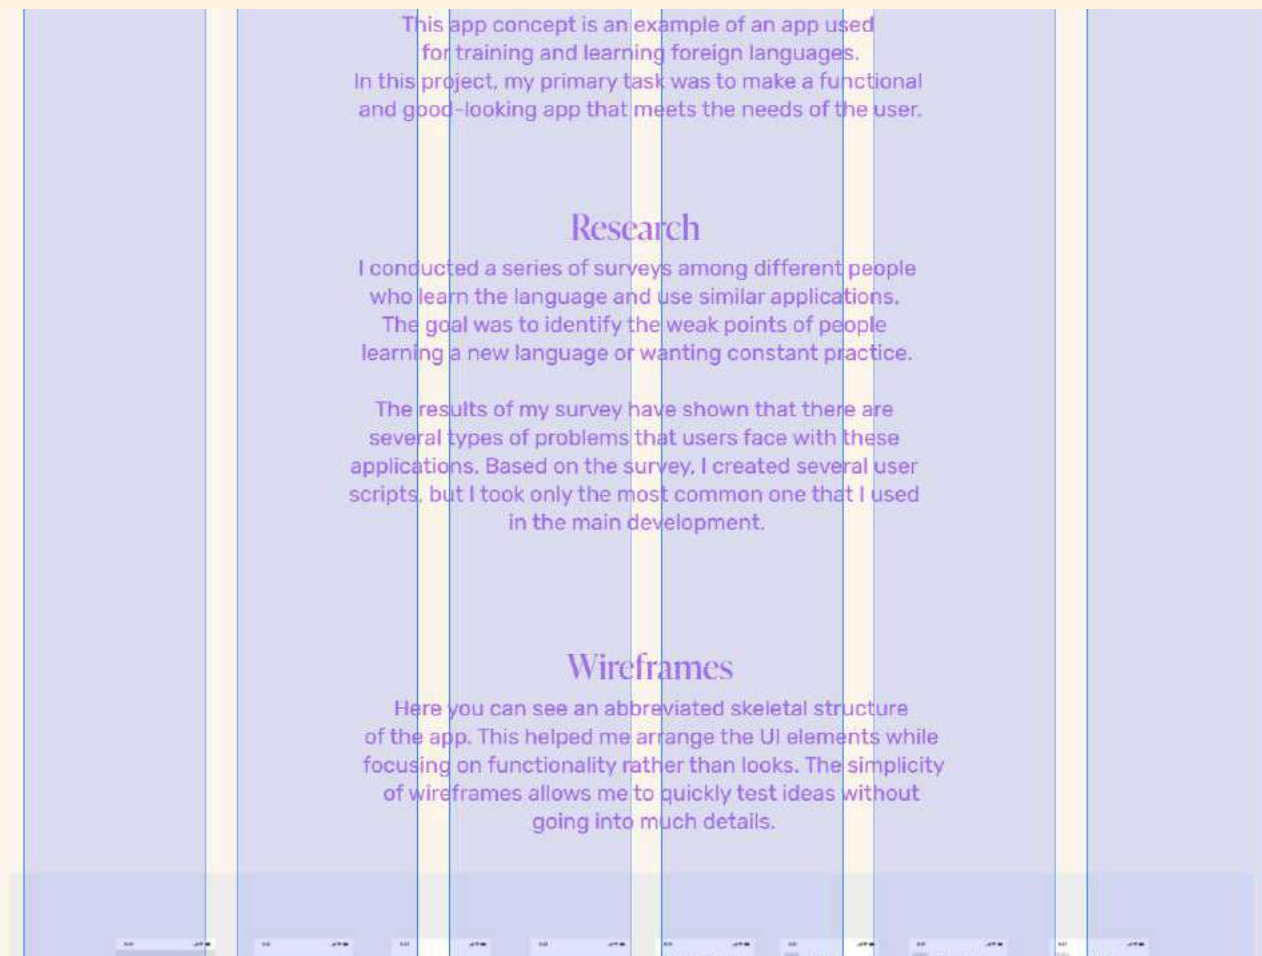 This app concept is an example of an app used
for training and learning foreign languages.
In this project, my primary task was to make a functional
and good-looking app that meets the needs of the user.
Research
I conducted a series of surveys among different people
who learn the language and use similar applications.
The goal was to identify the weak points of people
learning a new language or wanting constant practice.
The results of my survey have shown that there are
several types of problems that users face with these
applications. Based on the survey, I created several user
scripts, but I took only the most common one that I used
in the main development.
Wireframes
Here you can see an abbreviated skeletal structure
of the app. This helped me arrange the UI elements while
focusing on functionality rather than looks. The simplicity
of wireframes allows me to quickly test ideas without
going into much details.